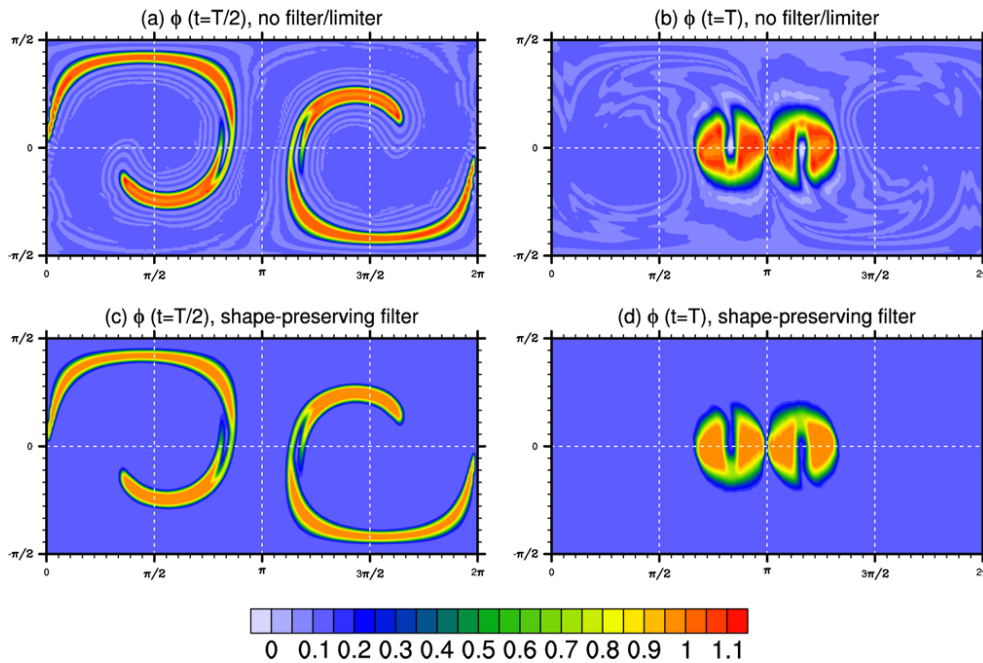 (a) ϕ (t=T/2), no filter/limiter
(b) ϕ (t=T), no filter/limiter
π/2
0
-π/2
0 π/2 π 3π/2 2π
π/2
0
-π/2
0 π/2 π 3π/2 2π
(c) ϕ (t=T/2), shape-preserving filter
(d) ϕ (t=T), shape-preserving filter
π/2
0
-π/2
0 π/2 π 3π/2 2π
π/2
0
-π/2
0 π/2 π 3π/2 2π
0 0.1 0.2 0.3 0.4 0.5 0.6 0.7 0.8 0.9 1 1.1